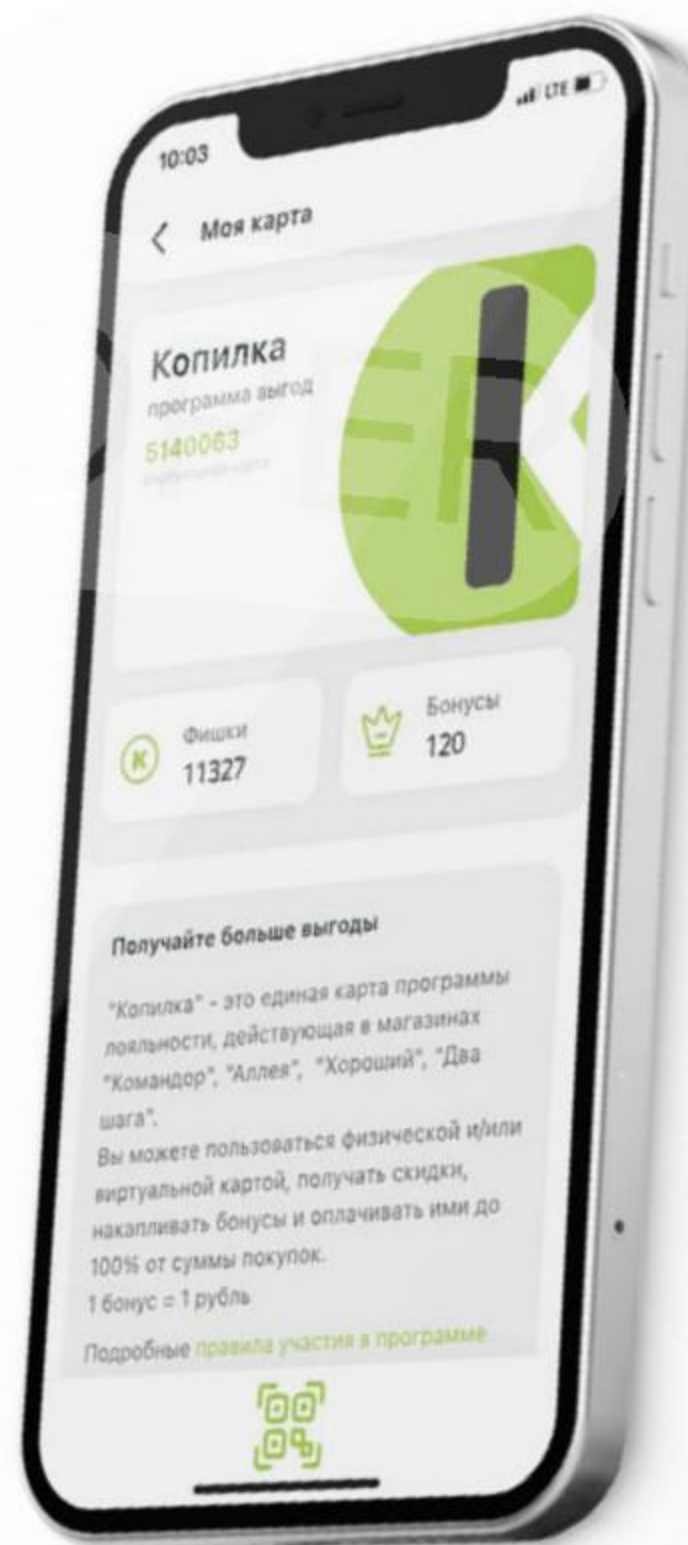 10:03
LTE
Моя карта
Копилка
программа выгод
5140063
ER
Фишки
11327
Бонусы
120
Получайте больше выгоды
"Копилка" - это единая карта программы
лояльности, действующая в магазинах
"Командор", "Аллея", "Хороший", "Два
шага".
Вы можете пользоваться физической и/или
виртуальной картой, получать скидки,
накапливать бонусы и оплачивать ими до
100% от суммы покупок.
1 бонус = 1 рубль
Подробные правила участия в программе